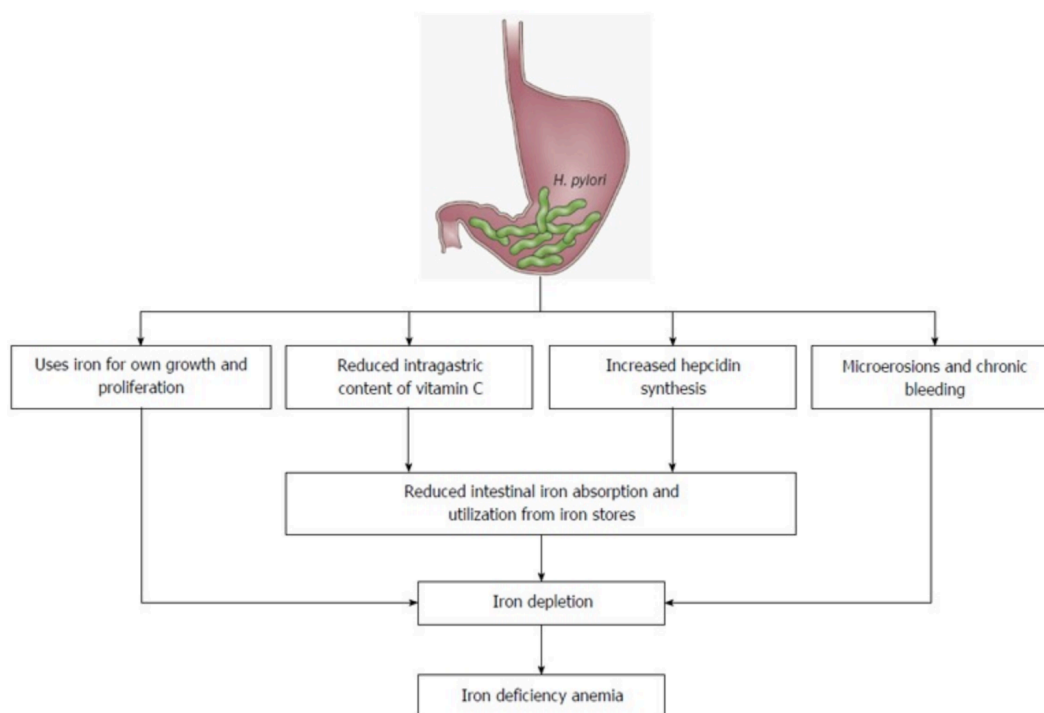 H. pylori
Uses iron for own growth and
proliferation
Reduced intragastric
content of vitamin C
Increased hepcidin
synthesis
Microerosions and chronic
bleeding
Reduced intestinal iron absorption and
utilization from iron stores
Iron depletion
Iron deficiency anemia